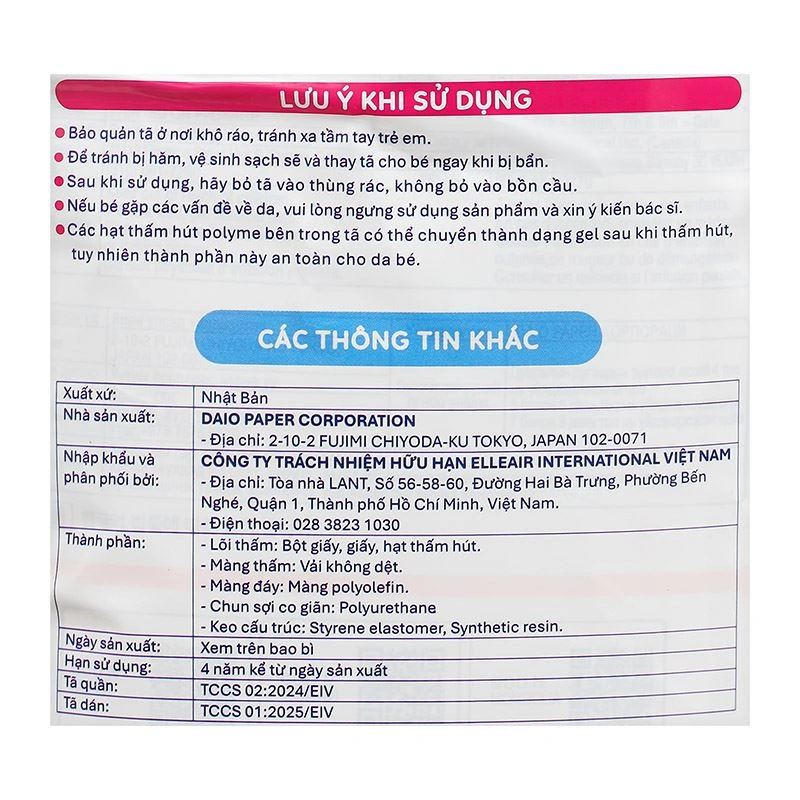 LƯU Ý KHI SỬ DỤNG
Bảo quản tã ở nơi khô ráo, tránh xa tầm tay trẻ em.
Để tránh bị hăm, vệ sinh sạch sẽ và thay tã cho bé ngay khi bị bẩn.
Sau khi sử dụng, hãy bỏ tã vào thùng rác, không bỏ vào bồn cầu.
Nếu bé gặp các vấn đề về da, vui lòng ngưng sử dụng sản phẩm và xin ý kiến bác sĩ.
Các hạt thấm hút polyme bên trong tã có thể chuyển thành dạng gel sau khi thấm hút,
tuy nhiên thành phần này an toàn cho da bé.
CÁC THÔNG TIN KHÁC
Xuất xứ: Nhật Bản
Nhà sản xuất: DAIO PAPER CORPORATION
- Địa chỉ: 2-10-2 FUJIMI CHIYODA-KU TOKYO, JAPAN 102-0071
Nhập khẩu và CÔNG TY TRÁCH NHIỆM HỮU HẠN ELLEAIR INTERNATIONAL VIỆT NAM
phân phối bởi: - Địa chỉ: Tòa nhà LANT, Số 56-58-60, Đường Hai Bà Trưng, Phường Bến
Nghé, Quận 1, Thành phố Hồ Chí Minh, Việt Nam.
- Điện thoại: 028 3823 1030
Thành phần: - Lõi thấm: Bột giấy, giấy, hạt thấm hút.
- Màng thấm: Vải không dệt.
- Màng đáy: Màng polyolefin.
- Chun sợi co giãn: Polyurethane
- Keo cấu trúc: Styrene elastomer, Synthetic resin.
Ngày sản xuất: Xem trên bao bì
Hạn sử dụng: 4 năm kể từ ngày sản xuất
Tã quần: TCCS 02:2024/EIV
Tã dán: TCCS 01:2025/EIV